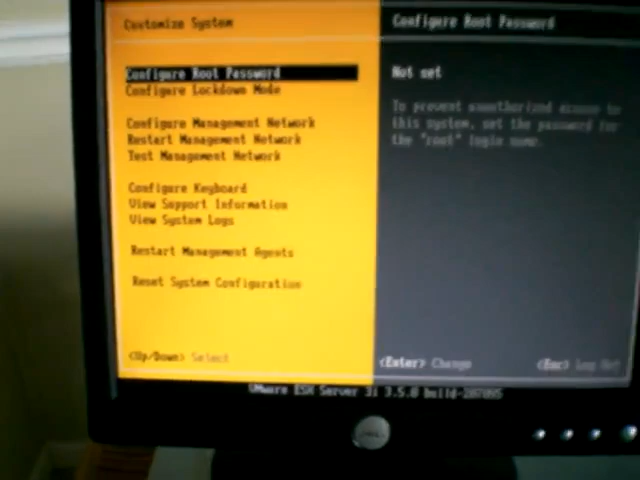 Customize System
Configure Root Password
Configure Lockdown Mode
Configure Management Network
Restart Management Network
Test Management Network
Configure Keyboard
View Support Information
View System Logs
Restart Management Agents
Reset System Configuration
<Up/Down> Select
Configure Root Password
Not set
To prevent unauthorized access to
this system, set the password for
the "root" login name.
<Enter> Change
<Esc> Log Out
VMware ESX Server 3i 3.5.0
DELL